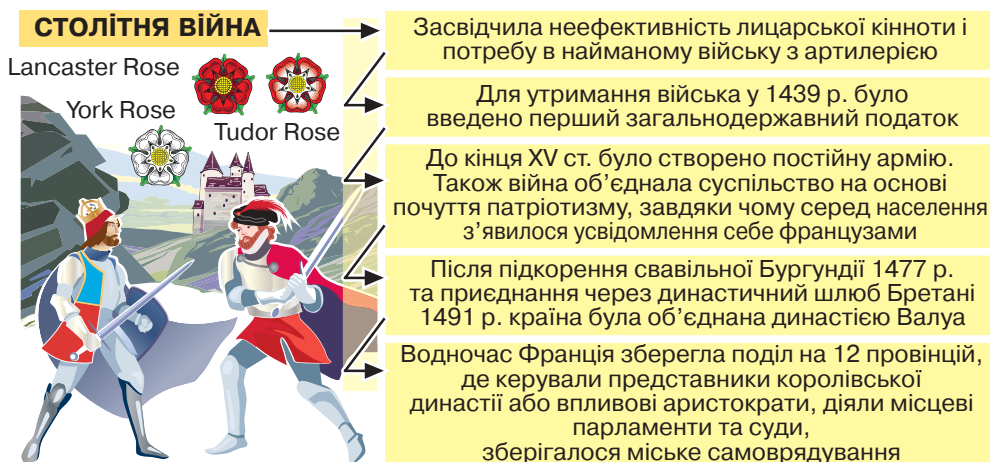 СТОЛІТНЯ ВІЙНА
Lancaster Rose
York Rose
Tudor Rose
Засвідчила неефективність лицарської кінноти і
потребу в найманому війську з артилерією
Для утримання війська у 1439 р. було
введено перший загальнодержавний податок
До кінця XV ст. було створено постійну армію.
Також війна об’єднала суспільство на основі
почуття патріотизму, завдяки чому серед населення
з’явилося усвідомлення себе французами
Після підкорення свавільної Бургундії 1477 р.
та приєднання через династичний шлюб Бретані
1491 р. країна була об’єднана династією Валуа
Водночас Франція зберегла поділ на 12 провінцій,
де керували представники королівської
династії або впливові аристократи, діяли місцеві
парламенти та суди,
зберігалося міське самоврядування